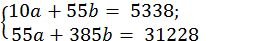 10a + 55b = 5338;
55a + 385b = 31228